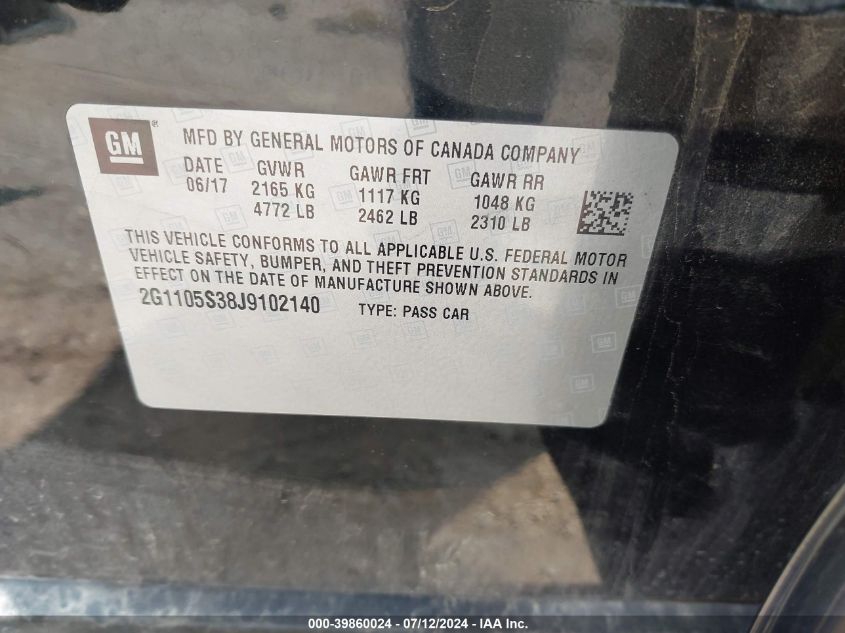 GM
MFD BY GENERAL MOTORS OF CANADA COMPANY
DATE GVWR GAWR FRT GAWR RR
06/17 2165 KG 1117 KG 1048 KG
4772 LB 2462 LB 2310 LB
THIS VEHICLE CONFORMS TO ALL APPLICABLE U.S. FEDERAL MOTOR
VEHICLE SAFETY, BUMPER, AND THEFT PREVENTION STANDARDS IN
EFFECT ON THE DATE OF MANUFACTURE SHOWN ABOVE.
2G1105S38J9102140 TYPE: PASS CAR
000-39860024 - 07/12/2024 - IAAI.COM